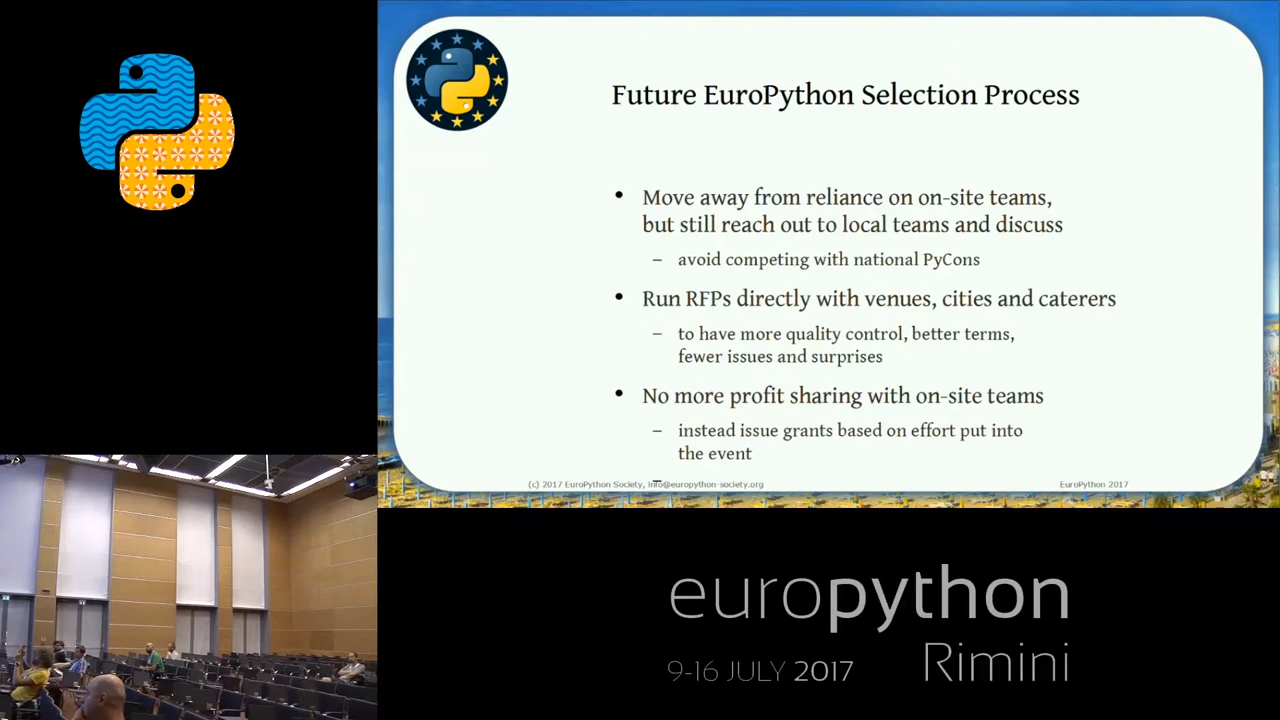 Future EuroPython Selection Process
• Move away from reliance on on-site teams,
but still reach out to local teams and discuss
– avoid competing with national PyCons
• Run RFPs directly with venues, cities and caterers
– to have more quality control, better terms,
fewer issues and surprises
• No more profit sharing with on-site teams
– instead issue grants based on effort put into
the event
–
(c) 2017 EuroPython Society, info@europython-society.org
EuroPython 2017
europython
Rimini
9-16 JULY 2017